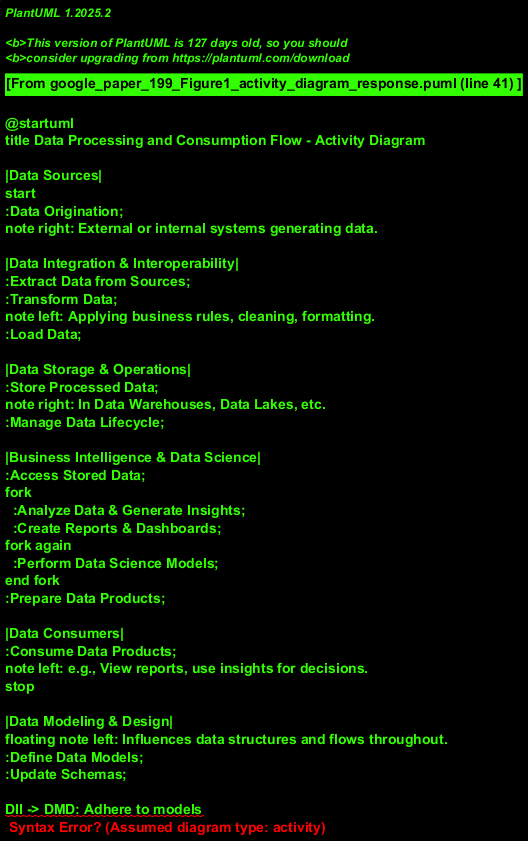 PlantUML 1.2025.2
<b>This version of PlantUML is 127 days old, so you should
<b>consider upgrading from https://plantuml.com/download
[From google_paper_199_Figure1_activity_diagram_response.puml (line 41) ]
@startuml
title Data Processing and Consumption Flow - Activity Diagram
|Data Sources|
start
:Data Origination;
note right: External or internal systems generating data.
|Data Integration & Interoperability|
:Extract Data from Sources;
:Transform Data;
note left: Applying business rules, cleaning, formatting.
:Load Data;
|Data Storage & Operations|
:Store Processed Data;
note right: In Data Warehouses, Data Lakes, etc.
:Manage Data Lifecycle;
|Business Intelligence & Data Science|
:Access Stored Data;
fork
:Analyze Data & Generate Insights;
:Create Reports & Dashboards;
fork again
:Perform Data Science Models;
end fork
:Prepare Data Products;
|Data Consumers|
:Consume Data Products;
note left: e.g., View reports, use insights for decisions.
stop
|Data Modeling & Design|
floating note left: Influences data structures and flows throughout.
:Define Data Models;
:Update Schemas;
DII -> DMD: Adhere to models
Syntax Error? (Assumed diagram type: activity)